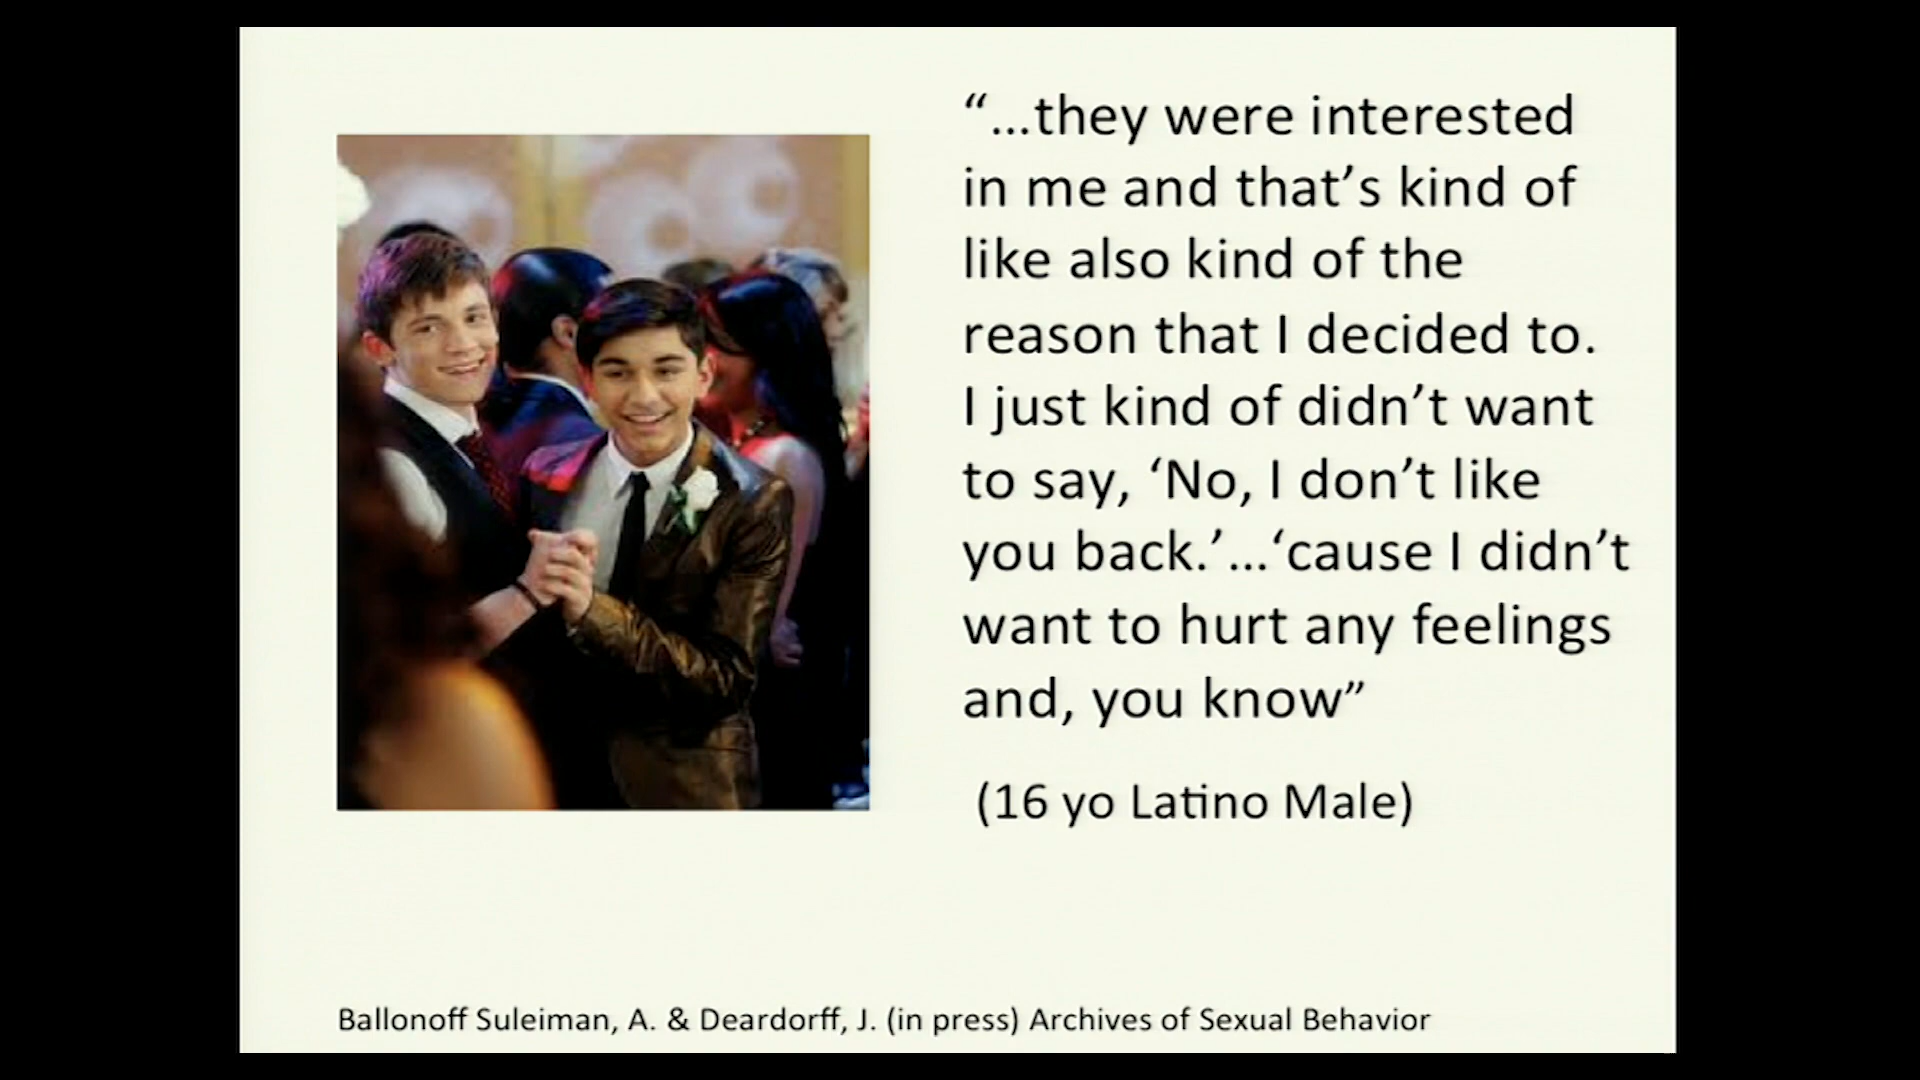 “…they were interested
in me and that’s kind of
like also kind of the
reason that I decided to.
I just kind of didn’t want
to say, ‘No, I don’t like
you back.’…‘cause I didn’t
want to hurt any feelings
and, you know”
(16 yo Latino Male)
Ballonoff Suleiman, A. & Deardorff, J. (in press) Archives of Sexual Behavior